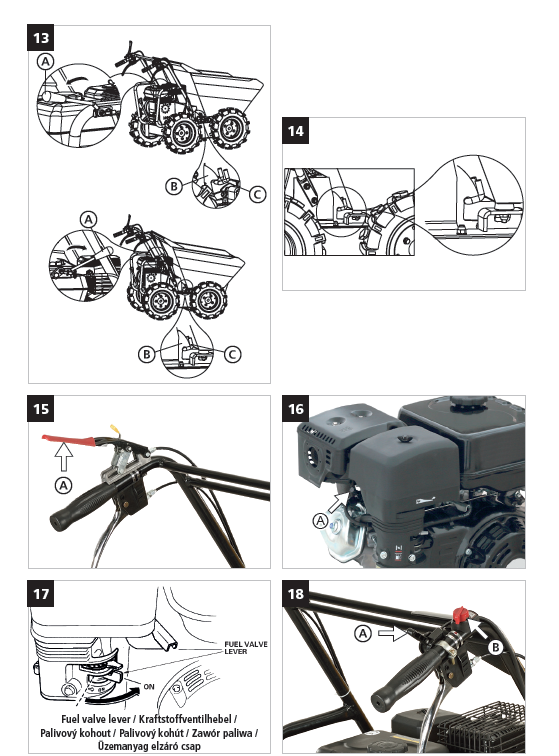 13
A
B
C
A
B
C
14
15
A
16
A
17
FUEL VALVE
LEVER
ON
Fuel valve lever / Kraftstoffventilhebel /
Palivový kohout / Palivový kohút / Zawór paliwa /
Üzemanyag elzáró csap
18
A
B